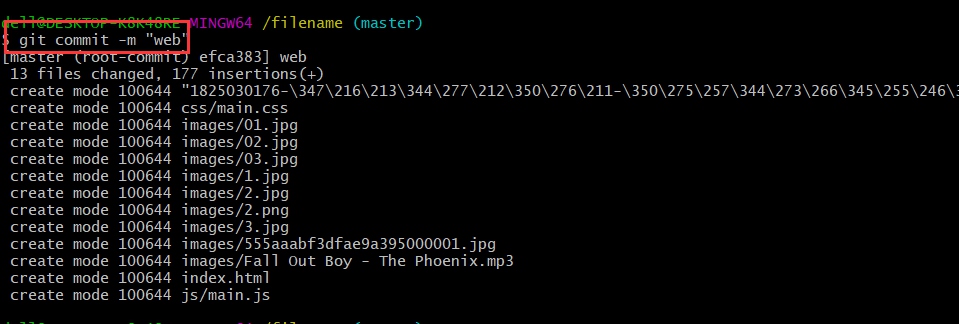 dell@DESKTOP-K8K48RE MINGW64 /filename (master)
$ git commit -m "web"
[master (root-commit) efca383] web
 13 files changed, 177 insertions(+)
 create mode 100644 "1825030176-\347\216\213\344\277\212\350\276\211-\350\275\257\344\273\266\345\255\246\3
 create mode 100644 css/main.css
 create mode 100644 images/01.jpg
 create mode 100644 images/02.jpg
 create mode 100644 images/03.jpg
 create mode 100644 images/1.jpg
 create mode 100644 images/2.jpg
 create mode 100644 images/2.png
 create mode 100644 images/3.jpg
 create mode 100644 images/555aaabf3dfae9a395000001.jpg
 create mode 100644 images/Fall Out Boy - The Phoenix.mp3
 create mode 100644 index.html
 create mode 100644 js/main.js